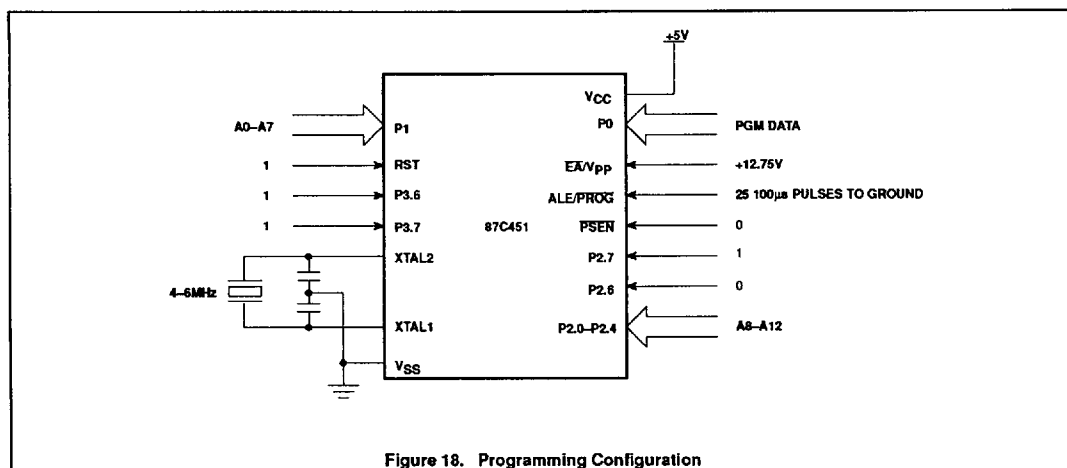 +5V
VCC
A0–A7
P1
P0
PGM DATA
1
RST
EA/VPP
+12.75V
1
P3.6
ALE/PROG
25 100µs PULSES TO GROUND
1
P3.7
87C451
PSEN
0
XTAL2
P2.7
1
4–6MHz
P2.6
0
XTAL1
P2.0–P2.4
A8–A12
VSS
Figure 18. Programming Configuration